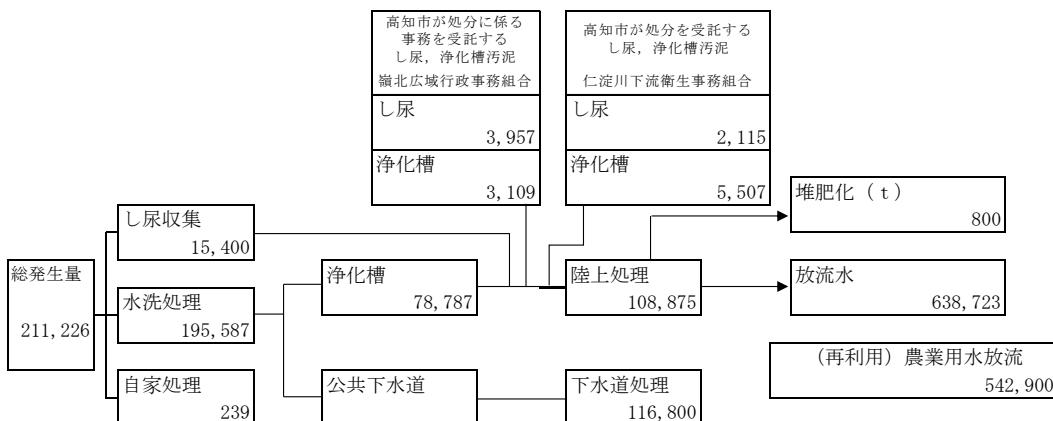 高知市が処分に係る
事務を受託する
し尿，浄化槽汚泥
嶺北広域行政事務組合
し尿
3,957
浄化槽
3,109
高知市が処分を受託する
し尿，浄化槽汚泥
仁淀川下流衛生事務組合
し尿
2,115
浄化槽
5,507
堆肥化（ｔ）
800
し尿収集
15,400
総発生量
211,226
水洗処理
195,587
浄化槽
78,787
陸上処理
108,875
放流水
638,723
（再利用）農業用水放流
542,900
自家処理
239
公共下水道
下水道処理
116,800